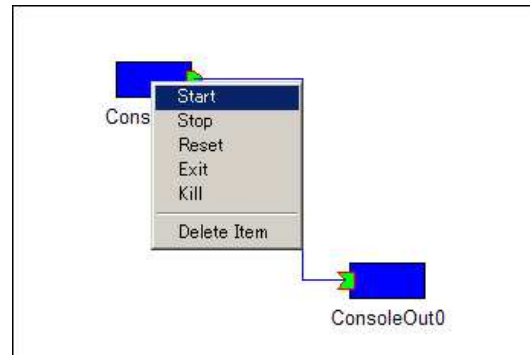 Start
Cons
Stop
Reset
Exit
Kill
Delete Item
ConsoleOut0